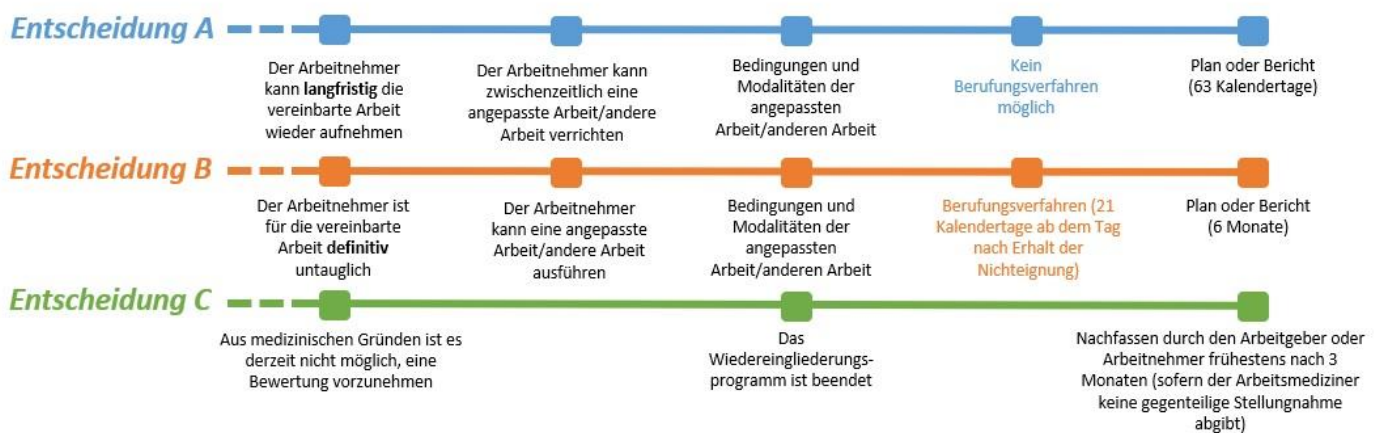 Entscheidung A
Der Arbeitnehmer
kann langfristig die
vereinbarte Arbeit
wieder aufnehmen
Der Arbeitnehmer kann
zwischenzeitlich eine
angepasste Arbeit/andere
Arbeit verrichten
Bedingungen und
Modalitäten der
angepassten
Arbeit/anderen Arbeit
Kein
Berufungsverfahren
möglich
Plan oder Bericht
(63 Kalendertage)
Entscheidung B
Der Arbeitnehmer ist
für die vereinbarte
Arbeit definitiv
untauglich
Der Arbeitnehmer
kann eine angepasste
Arbeit/andere Arbeit
ausführen
Bedingungen und
Modalitäten der
angepassten
Arbeit/anderen Arbeit
Berufungsverfahren (21
Kalendertage ab dem Tag
nach Erhalt der
Nichteignung)
Plan oder Bericht
(6 Monate)
Entscheidung C
Aus medizinischen Gründen ist es
derzeit nicht möglich, eine
Bewertung vorzunehmen
Das
Wiedereingliederungs-
programm ist beendet
Nachfassen durch den Arbeitgeber oder
Arbeitnehmer frühestens nach 3
Monaten (sofern der Arbeitsmediziner
keine gegenteilige Stellungnahme
abgibt)